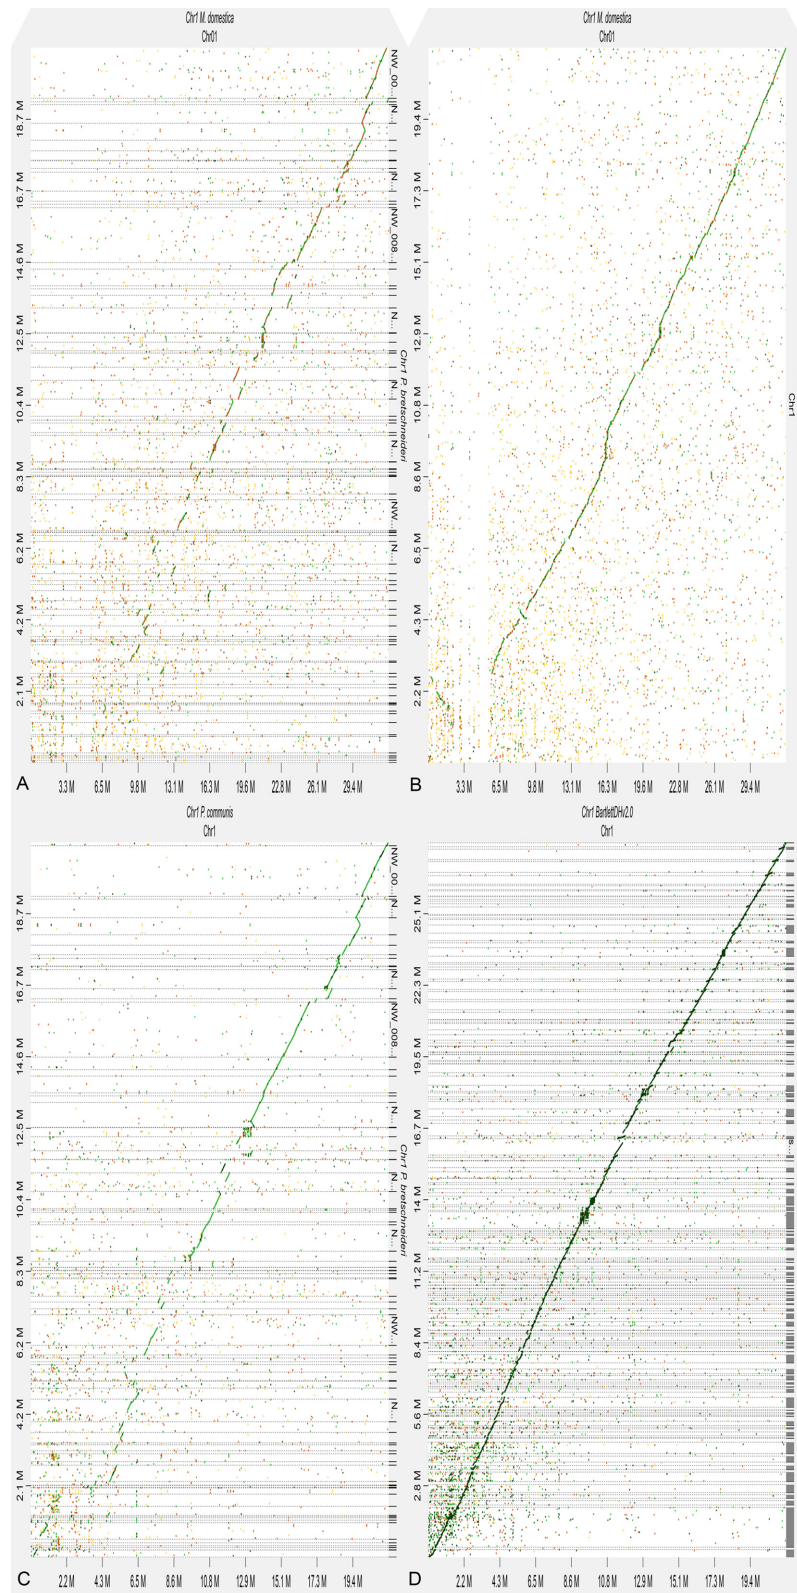 Chr1 M. domestica
Chr01
NW_00...
N...
N...
NW_008...
N...
Chr1 P. bretschneideri
N...
N...
NW...
N...
18.7 M
16.7 M
14.6 M
12.5 M
10.4 M
8.3 M
6.2 M
4.2 M
2.1 M
3.3 M 6.5 M 9.8 M 13.1 M 16.3 M 19.6 M 22.8 M 26.1 M 29.4 M
A
Chr1 M. domestica
Chr01
Chr1
19.4 M
17.3 M
15.1 M
12.9 M
10.8 M
8.6 M
6.5 M
4.3 M
2.2 M
3.3 M 6.5 M 9.8 M 13.1 M 16.3 M 19.6 M 22.8 M 26.1 M 29.4 M
B
Chr1 P. communis
Chr1
NW_00...
N...
N...
NW_008...
N...
Chr1 P. bretschneideri
N...
N...
NW...
N...
18.7 M
16.7 M
14.6 M
12.5 M
10.4 M
8.3 M
6.2 M
4.2 M
2.1 M
2.2 M 4.3 M 6.5 M 8.6 M 10.8 M 12.9 M 15.1 M 17.3 M 19.4 M
C
Chr1 BartlettDHv2.0
Chr1
25.1 M
22.3 M
19.5 M
16.7 M
14 M
11.2 M
8.4 M
5.6 M
2.8 M
2.2 M 4.3 M 6.5 M 8.6 M 10.8 M 12.9 M 15.1 M 17.3 M 19.4 M
D